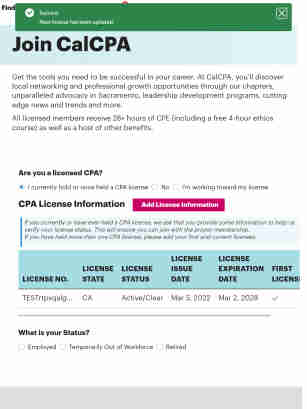 Find
Success
Your license has been updated!
Join CalCPA
Get the tools you need to be successful in your career. At CalCPA, you'll discover
local networking and professional growth opportunities through our chapters,
unparalleled advocacy in Sacramento, leadership development programs, cutting
edge news and trends and more.
All licensed members receive 28+ hours of CPE (including a free 4-hour ethics
course) as well as a host of other benefits.
Are you a licensed CPA?
I currently hold or have held a CPA license No I'm working toward my license
CPA License Information Add License Information
If you currently or have ever held a CPA license, we ask that you provide some information to help us
verify your license status. This will ensure you can join with the proper membership.
If you have held more than one CPA license, please add your first and current licenses.
LICENSE NO. LICENSE STATE LICENSE STATUS LICENSE ISSUE DATE LICENSE EXPIRATION DATE FIRST LICENS
CA Active/Clear Mar 5, 2022 Mar 2, 2028
What is your Status?
Employed Temporarily Out of Workforce Retired